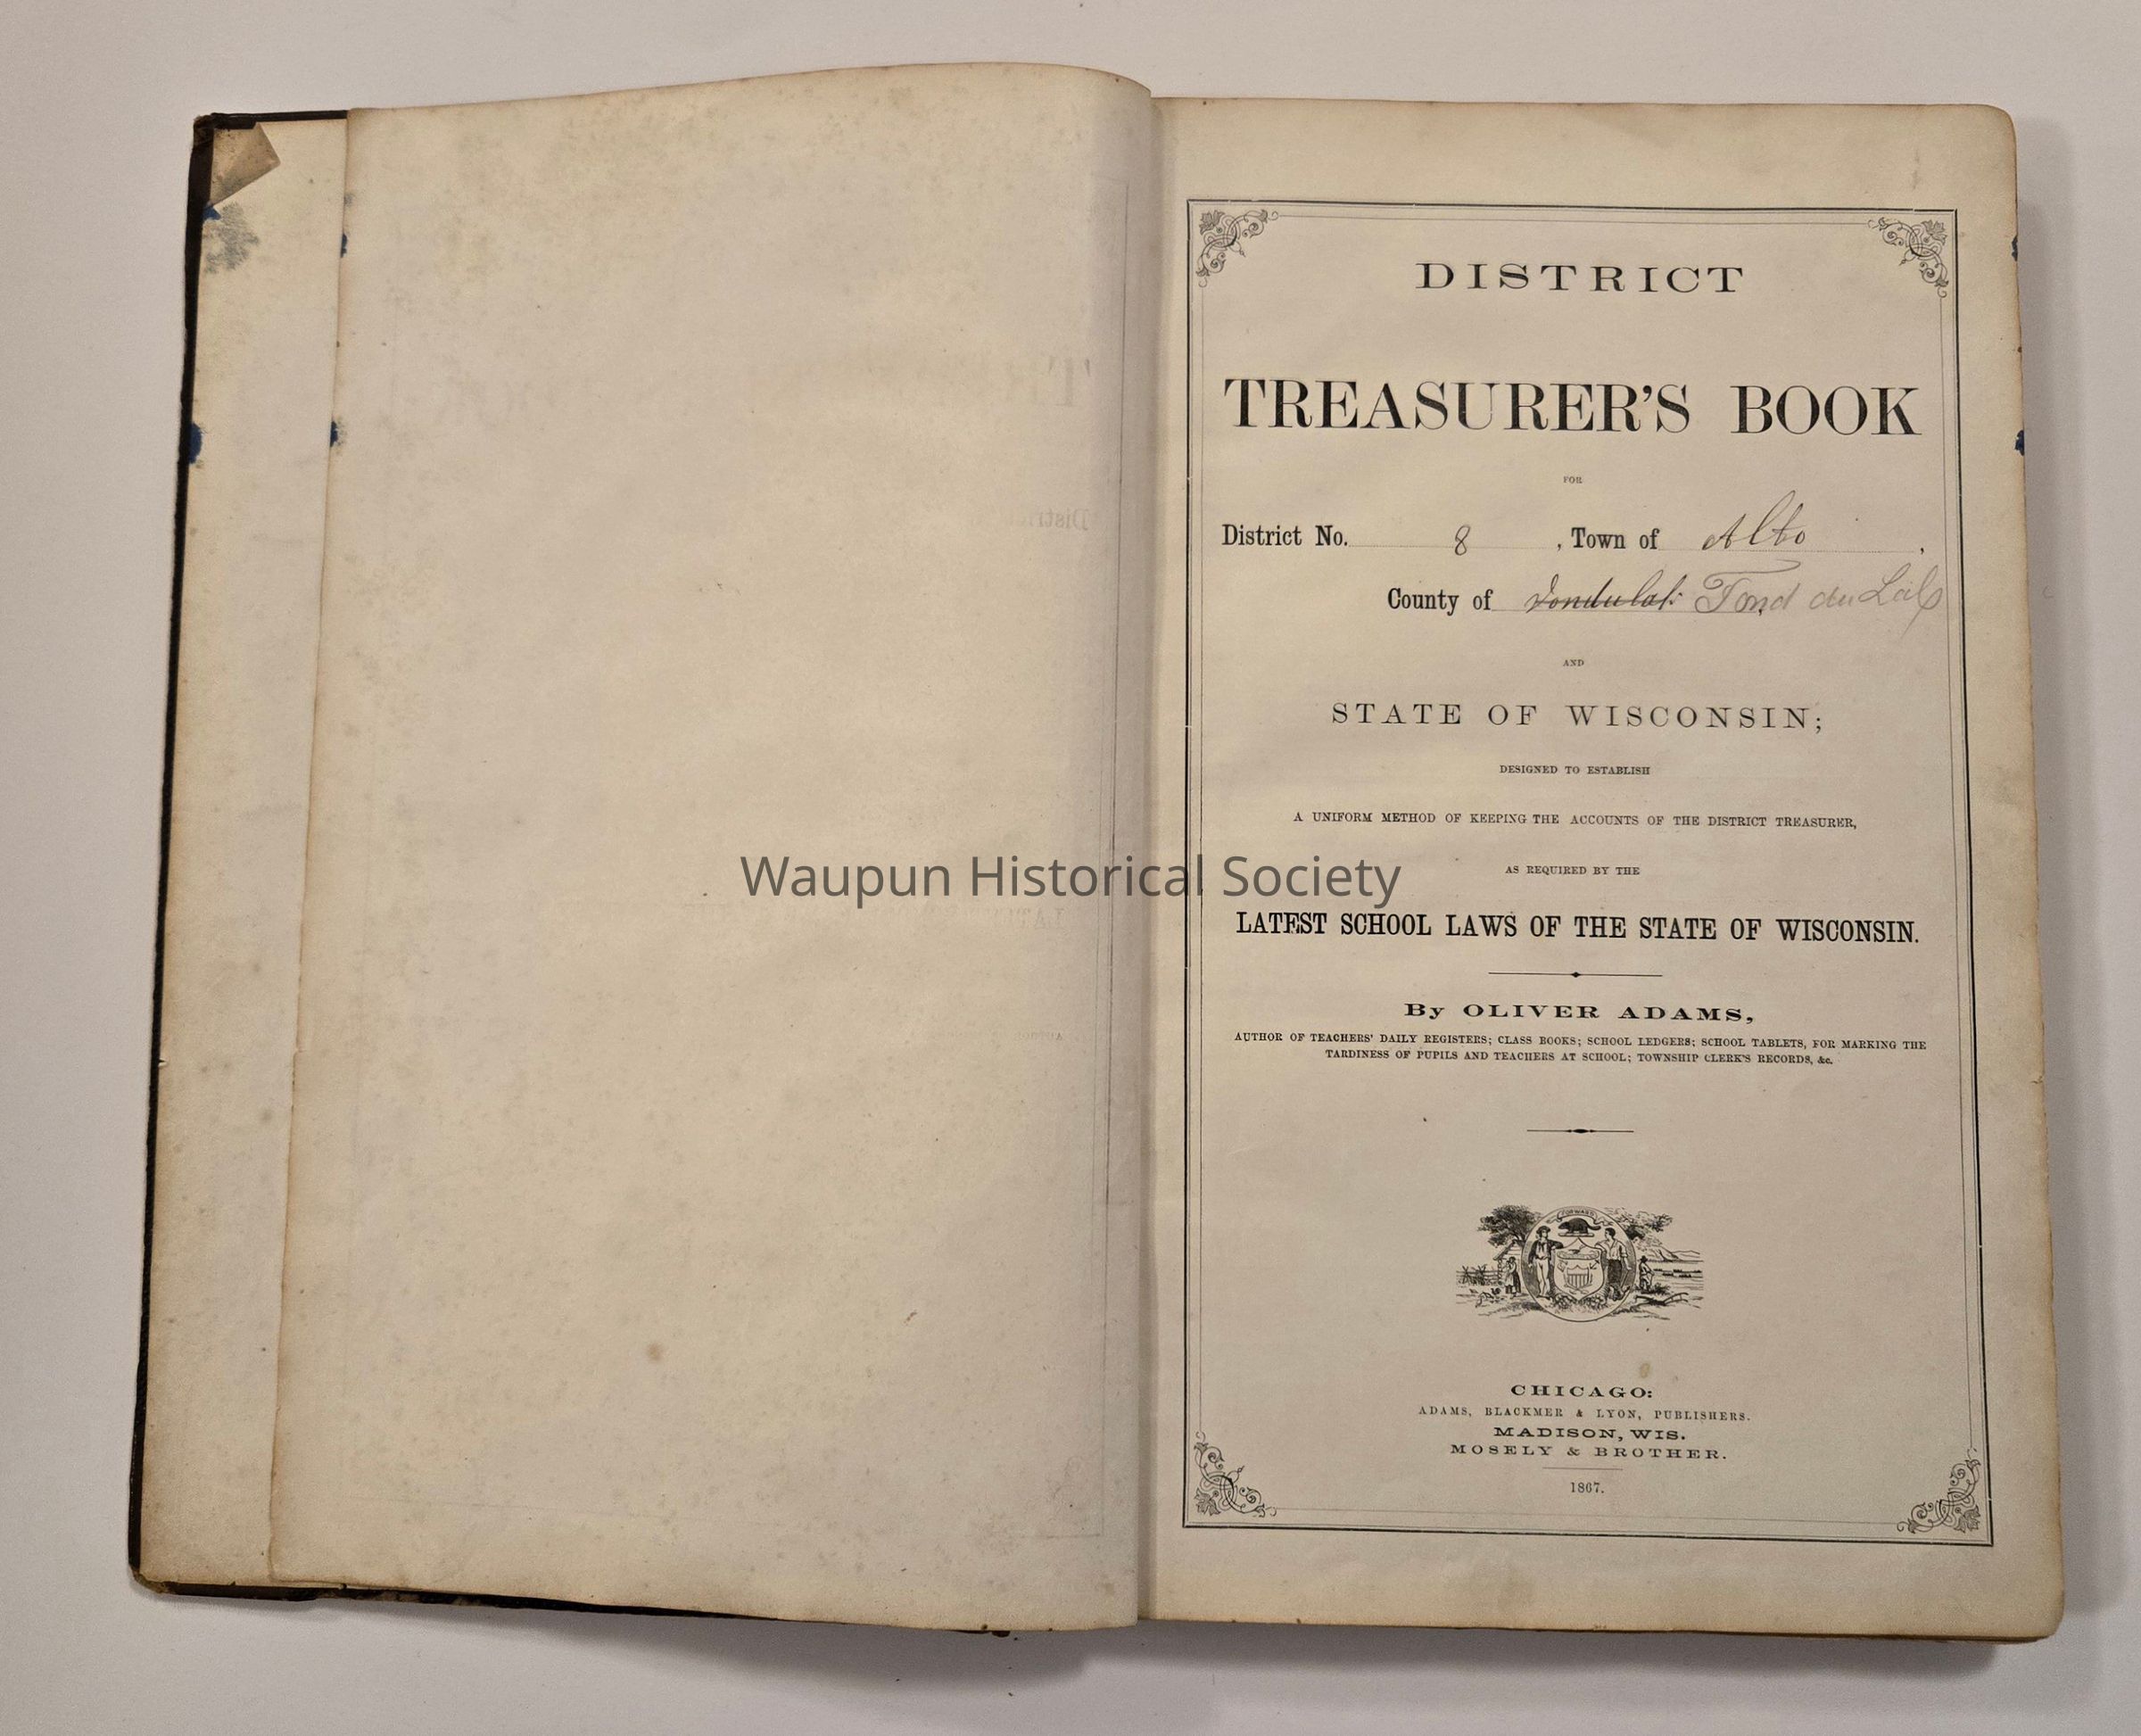 DISTRICT
TREASURER'S BOOK
FOR
District No. 8 , Town of Alto ,
County of Fondulak Fond du Lac
AND
STATE OF WISCONSIN;
DESIGNED TO ESTABLISH
A UNIFORM METHOD OF KEEPING THE ACCOUNTS OF THE DISTRICT TREASURER,
AS REQUIRED BY THE
Waupun Historical Society
LATEST SCHOOL LAWS OF THE STATE OF WISCONSIN.
By OLIVER ADAMS,
AUTHOR OF TEACHERS' DAILY REGISTERS; CLASS BOOKS; SCHOOL LEDGERS; SCHOOL TABLETS, FOR MARKING THE
TARDINESS OF PUPILS AND TEACHERS AT SCHOOL; TOWNSHIP CLERK'S RECORDS, &c.
FORWARD
CHICAGO:
ADAMS, BLACKMER & LYON, PUBLISHERS.
MADISON, WIS.
MOSELY & BROTHER.
1867.